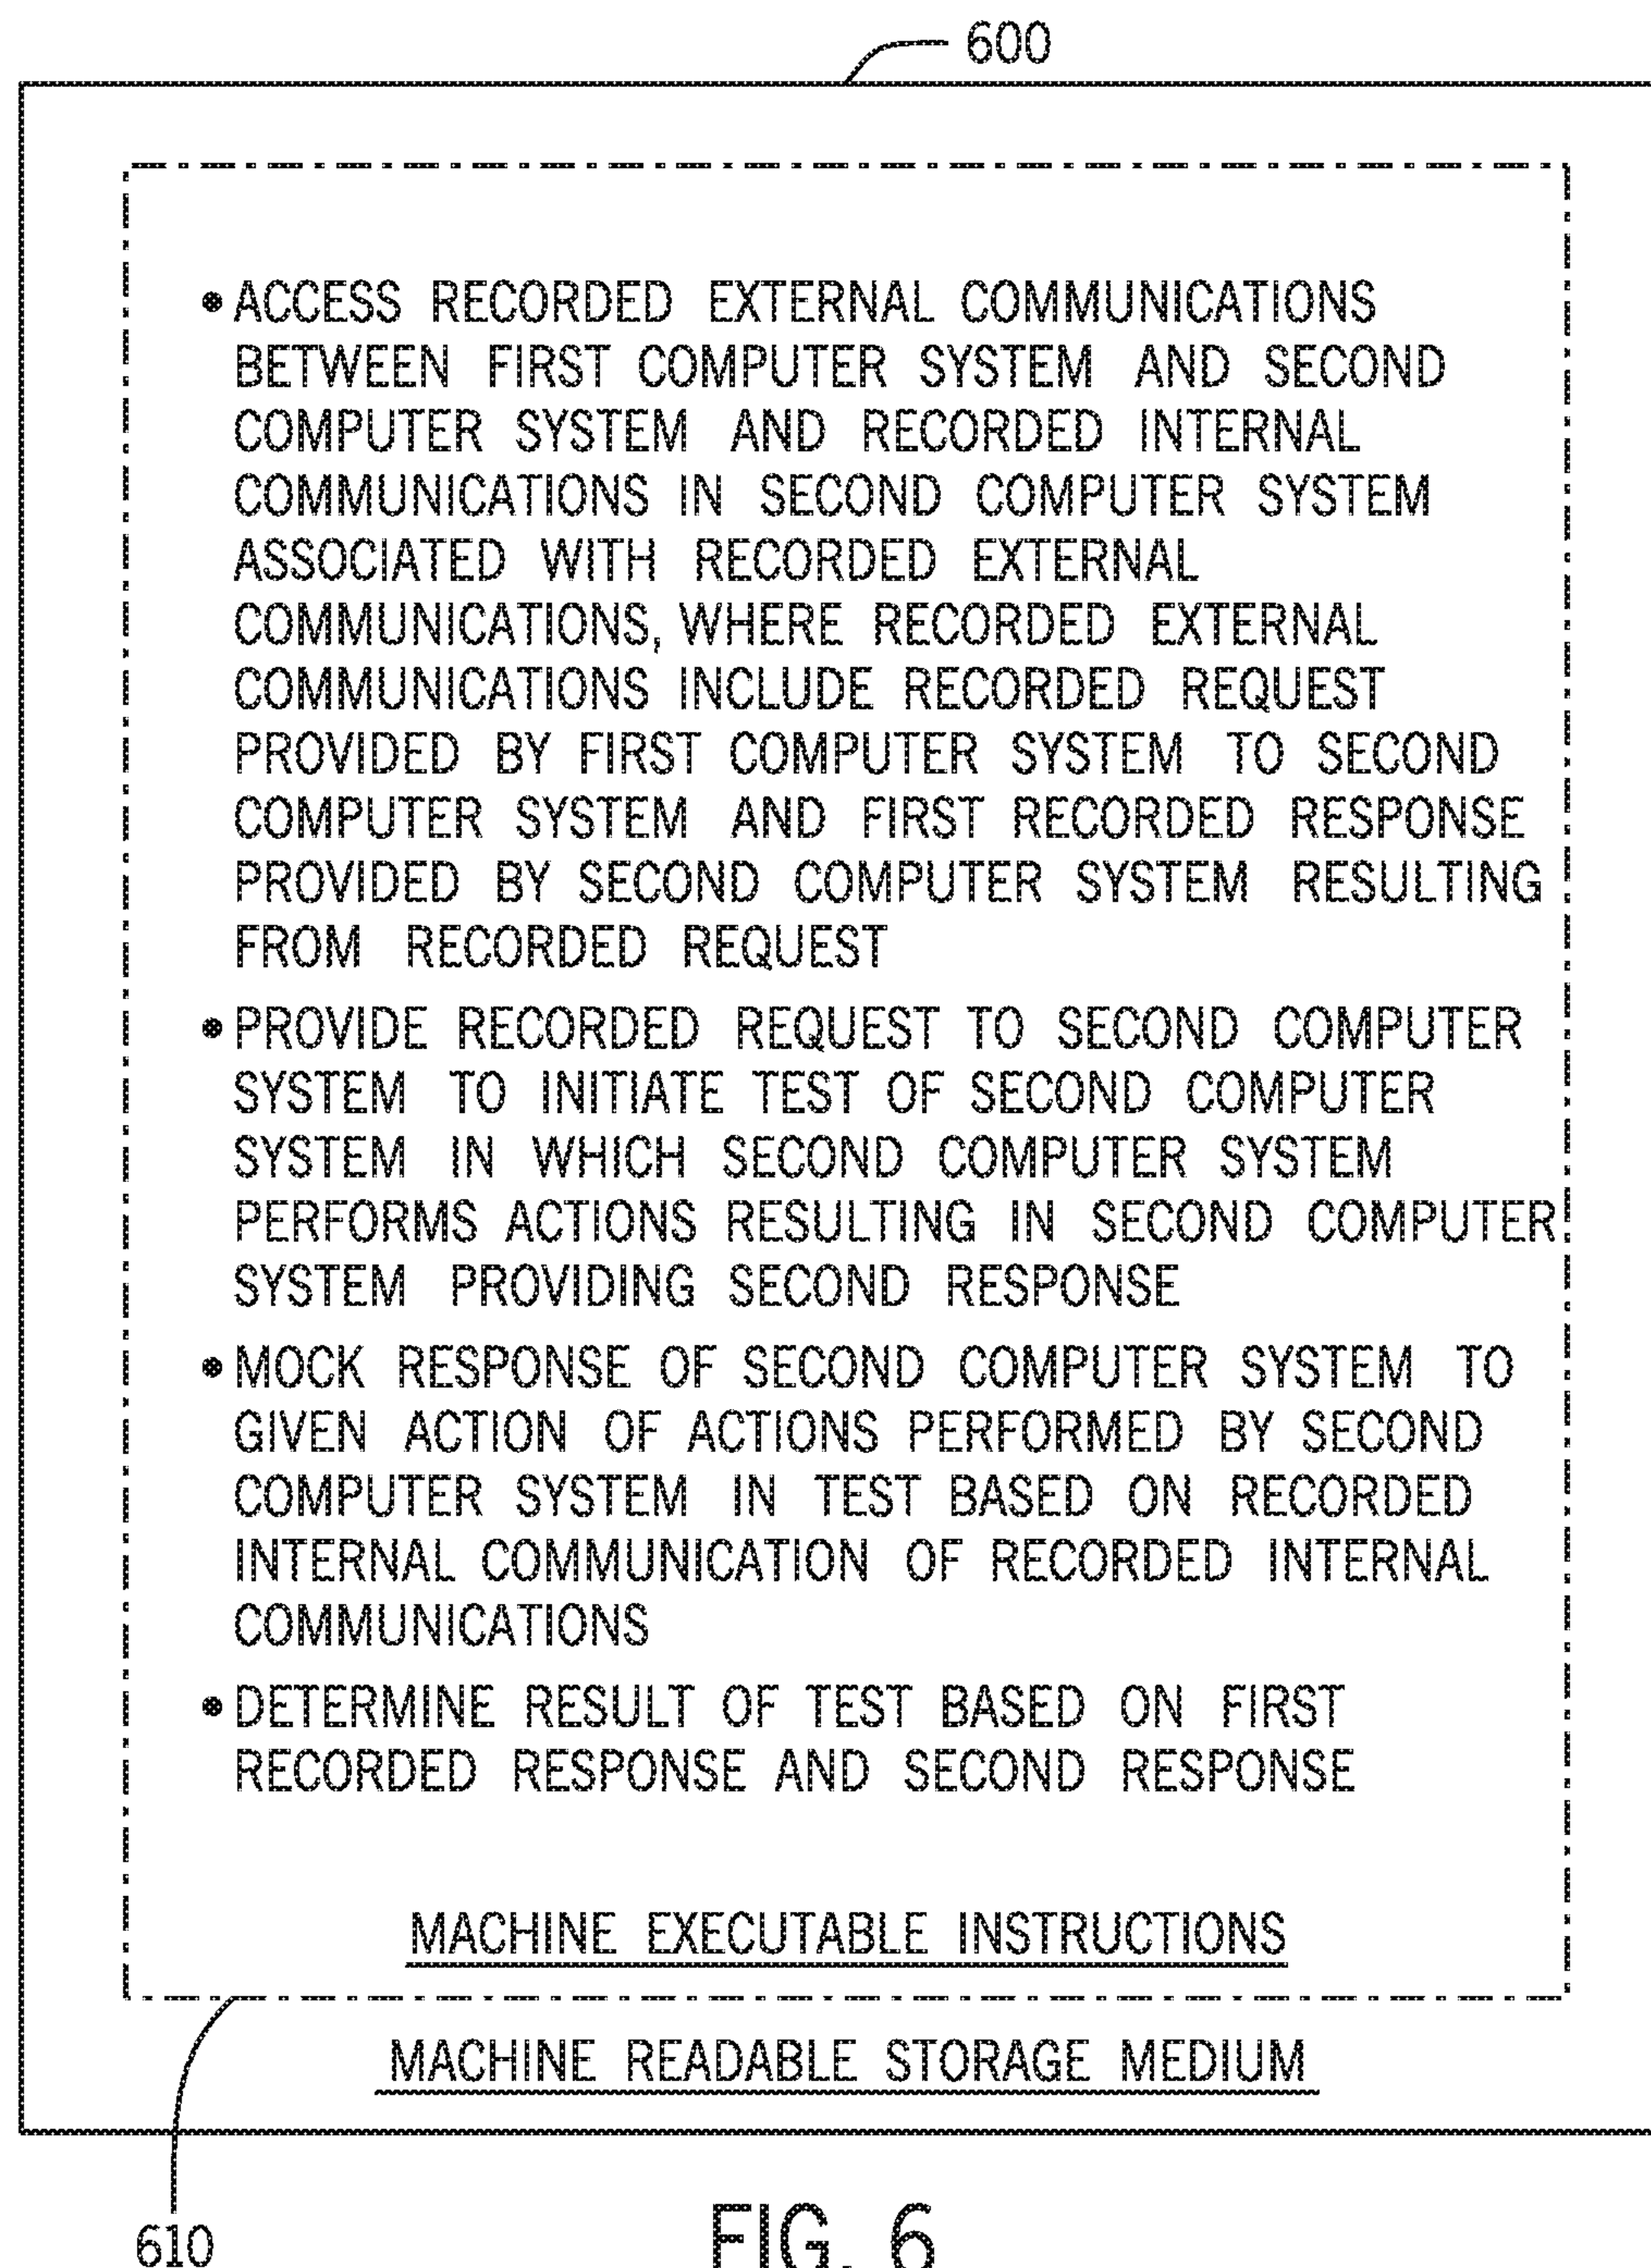 600
• ACCESS RECORDED EXTERNAL COMMUNICATIONS
BETWEEN FIRST COMPUTER SYSTEM AND SECOND
COMPUTER SYSTEM AND RECORDED INTERNAL
COMMUNICATIONS IN SECOND COMPUTER SYSTEM
ASSOCIATED WITH RECORDED EXTERNAL
COMMUNICATIONS, WHERE RECORDED EXTERNAL
COMMUNICATIONS INCLUDE RECORDED REQUEST
PROVIDED BY FIRST COMPUTER SYSTEM TO SECOND
COMPUTER SYSTEM AND FIRST RECORDED RESPONSE
PROVIDED BY SECOND COMPUTER SYSTEM RESULTING
FROM RECORDED REQUEST
• PROVIDE RECORDED REQUEST TO SECOND COMPUTER
SYSTEM TO INITIATE TEST OF SECOND COMPUTER
SYSTEM IN WHICH SECOND COMPUTER SYSTEM
PERFORMS ACTIONS RESULTING IN SECOND COMPUTER
SYSTEM PROVIDING SECOND RESPONSE
• MOCK RESPONSE OF SECOND COMPUTER SYSTEM TO
GIVEN ACTION OF ACTIONS PERFORMED BY SECOND
COMPUTER SYSTEM IN TEST BASED ON RECORDED
INTERNAL COMMUNICATION OF RECORDED INTERNAL
COMMUNICATIONS
• DETERMINE RESULT OF TEST BASED ON FIRST
RECORDED RESPONSE AND SECOND RESPONSE
MACHINE EXECUTABLE INSTRUCTIONS
MACHINE READABLE STORAGE MEDIUM
610
FIG. 6